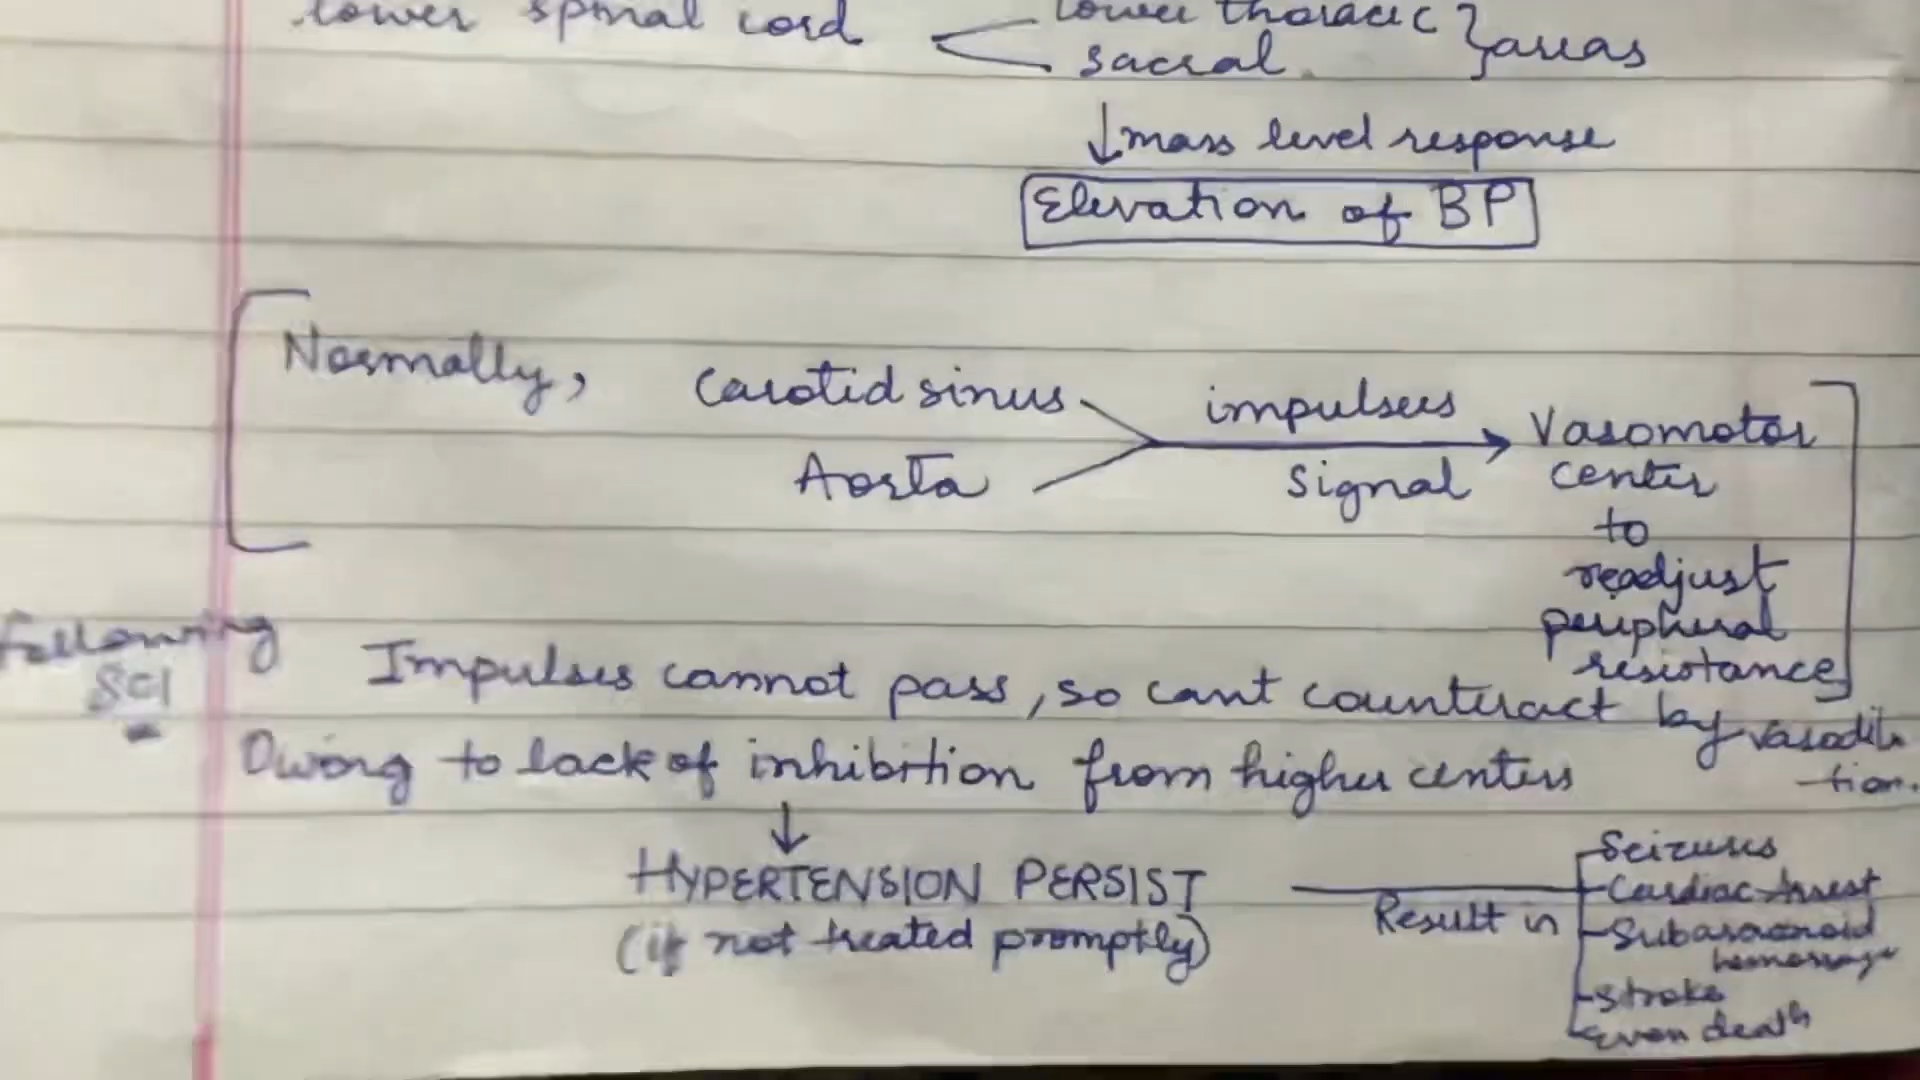 lower spinal cord
lower thoracic
sacral } areas
↓ mass level response
Elevation of BP
Normally, Carotid sinus
Aorta
impulses
signal
Vasomotor
center
to
readjust
peripheral
resistance
Following
SCI
Impulses cannot pass, so cant counteract by vasodila
-tion.
Owing to lack of inhibition from higher centers
↓
HYPERTENSION PERSIST
(if not treated promptly)
Result in
Seizures
Cardiac Arrest
Subaracnoid
hemorrage
Stroke
Even death